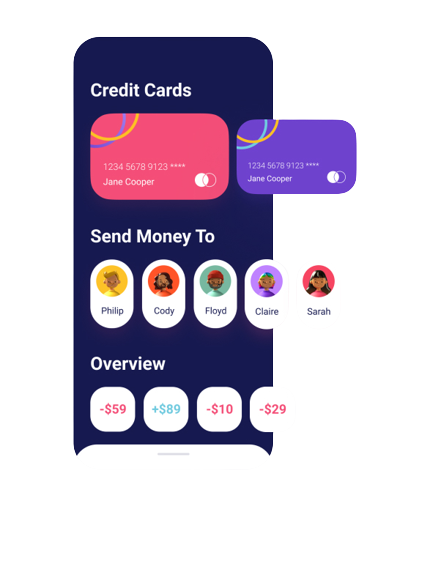 Credit Cards
1234 5678 9123 ****
Jane Cooper
1234 5678 9123 ****
Jane Cooper
Send Money To
Philip Cody Floyd Claire Sarah
Overview
-$59 +$89 -$10 -$29